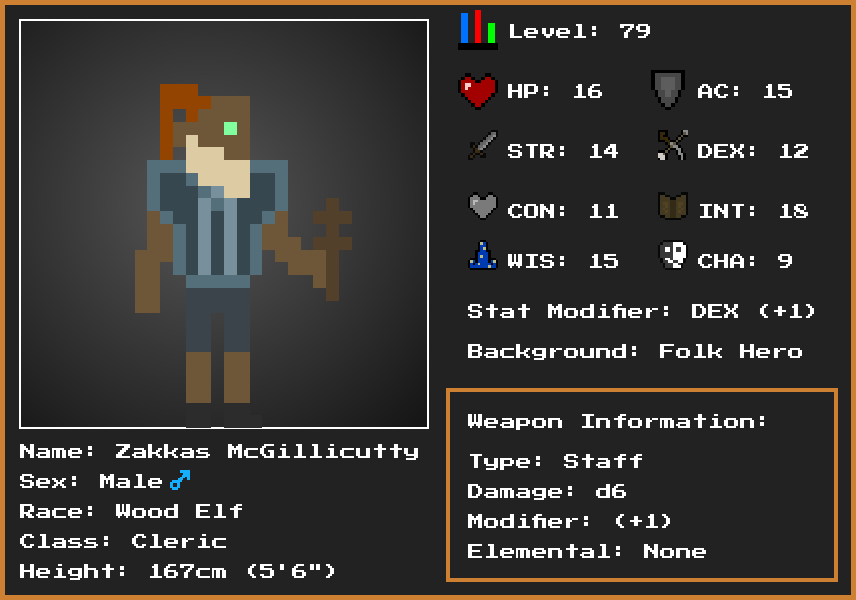 Level: 79
HP: 16
AC: 15
STR: 14
DEX: 12
CON: 11
INT: 18
WIS: 15
CHA: 9
Stat Modifier: DEX (+1)
Background: Folk Hero
Weapon Information:
Type: Staff
Damage: d6
Modifier: (+1)
Elemental: None
Name: Zakkas McGillicutty
Sex: Male♂
Race: Wood Elf
Class: Cleric
Height: 167cm (5'6")